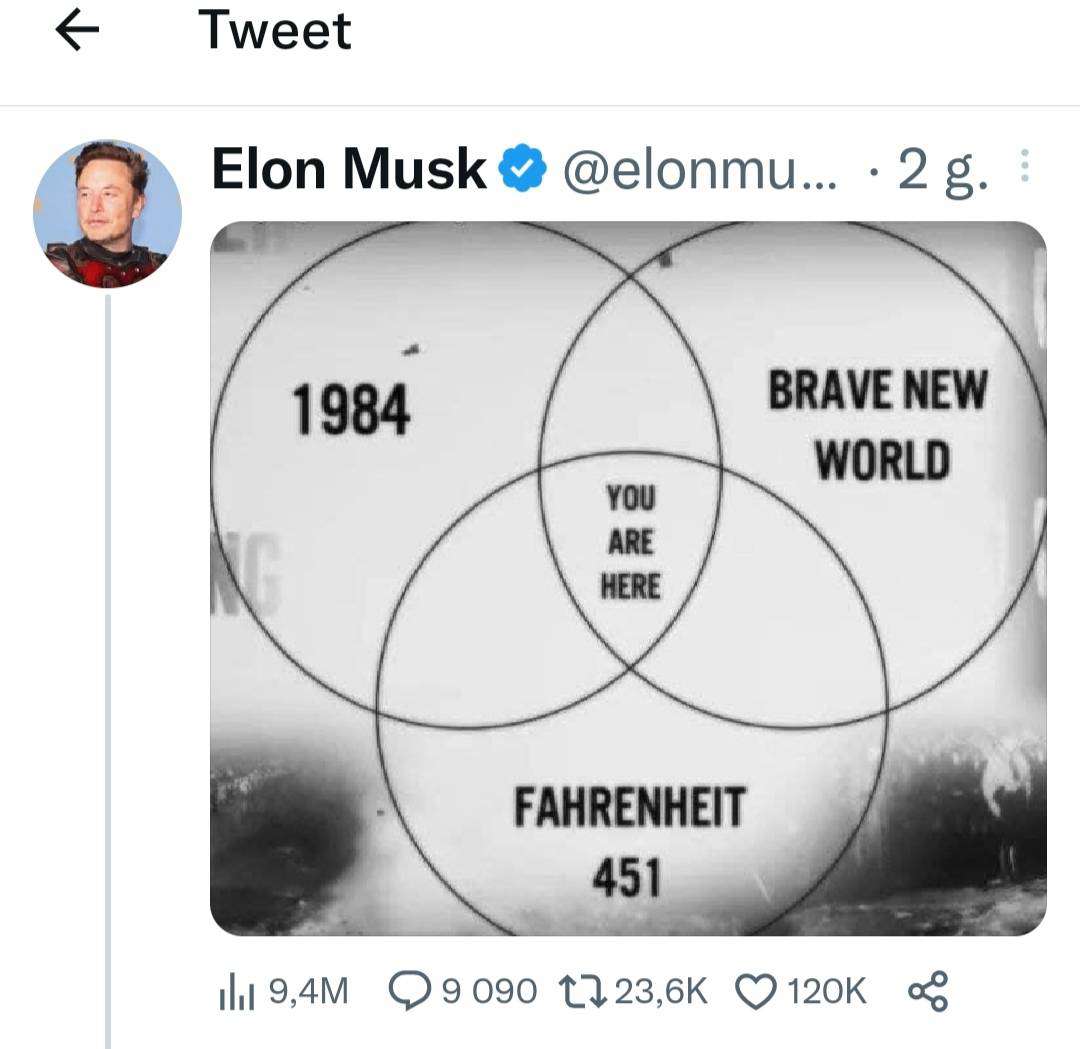 Tweet
Elon Musk @elonmu... · 2 g.
1984
BRAVE NEW
WORLD
NG
YOU
ARE
HERE
FAHRENHEIT
451
9,4M 9 090 23,6K 120K